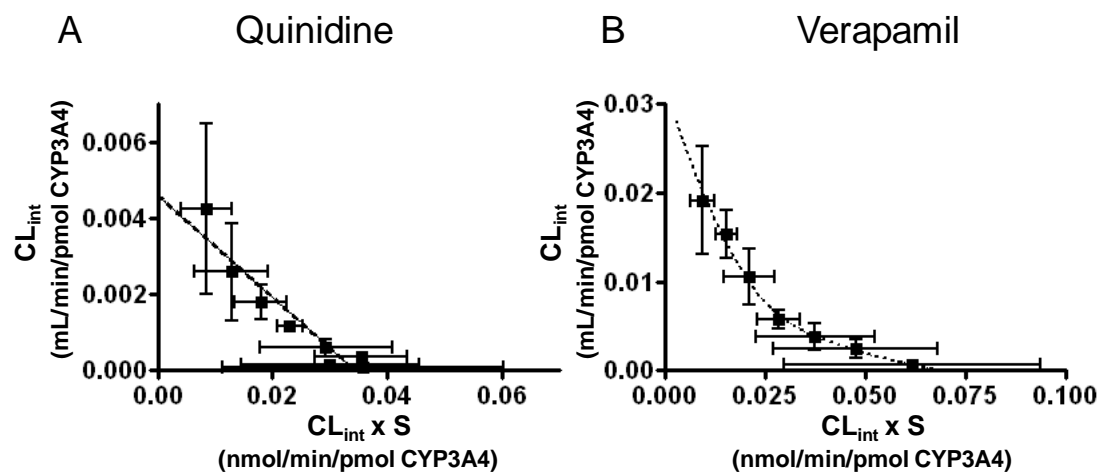 A
Quinidine
CLint
(mL/min/pmol CYP3A4)
0.006
0.004
0.002
0.000
0.00
0.02
0.04
0.06
CLint x S
(nmol/min/pmol CYP3A4)
B
Verapamil
CLint
(mL/min/pmol CYP3A4)
0.03
0.02
0.01
0.00
0.000
0.025
0.050
0.075
0.100
CLint x S
(nmol/min/pmol CYP3A4)